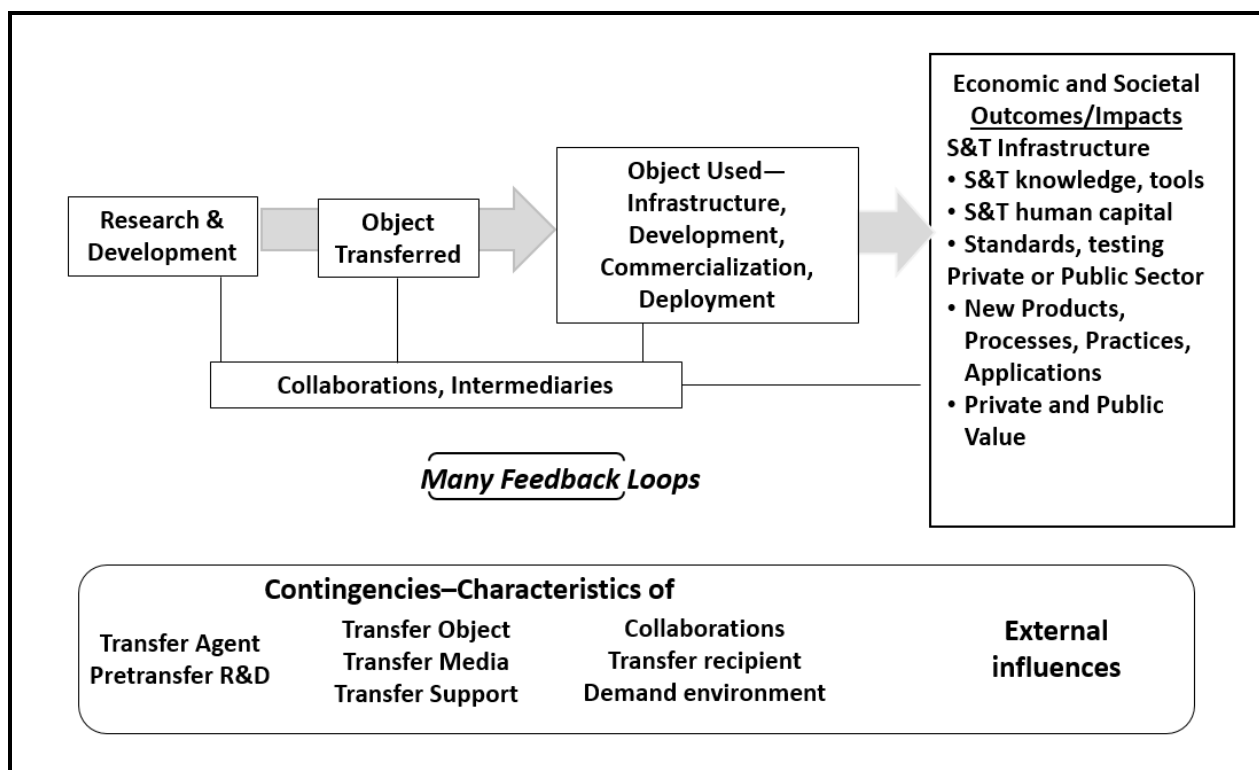 Research &
Development
Object
Transferred
Object Used—
Infrastructure,
Development,
Commercialization,
Deployment
Economic and Societal
Outcomes/Impacts
S&T Infrastructure
• S&T knowledge, tools
• S&T human capital
• Standards, testing
Private or Public Sector
• New Products,
Processes, Practices,
Applications
• Private and Public
Value
Collaborations, Intermediaries
Many Feedback Loops
Contingencies–Characteristics of
Transfer Agent
Pretransfer R&D
Transfer Object
Transfer Media
Transfer Support
Collaborations
Transfer recipient
Demand environment
External
influences